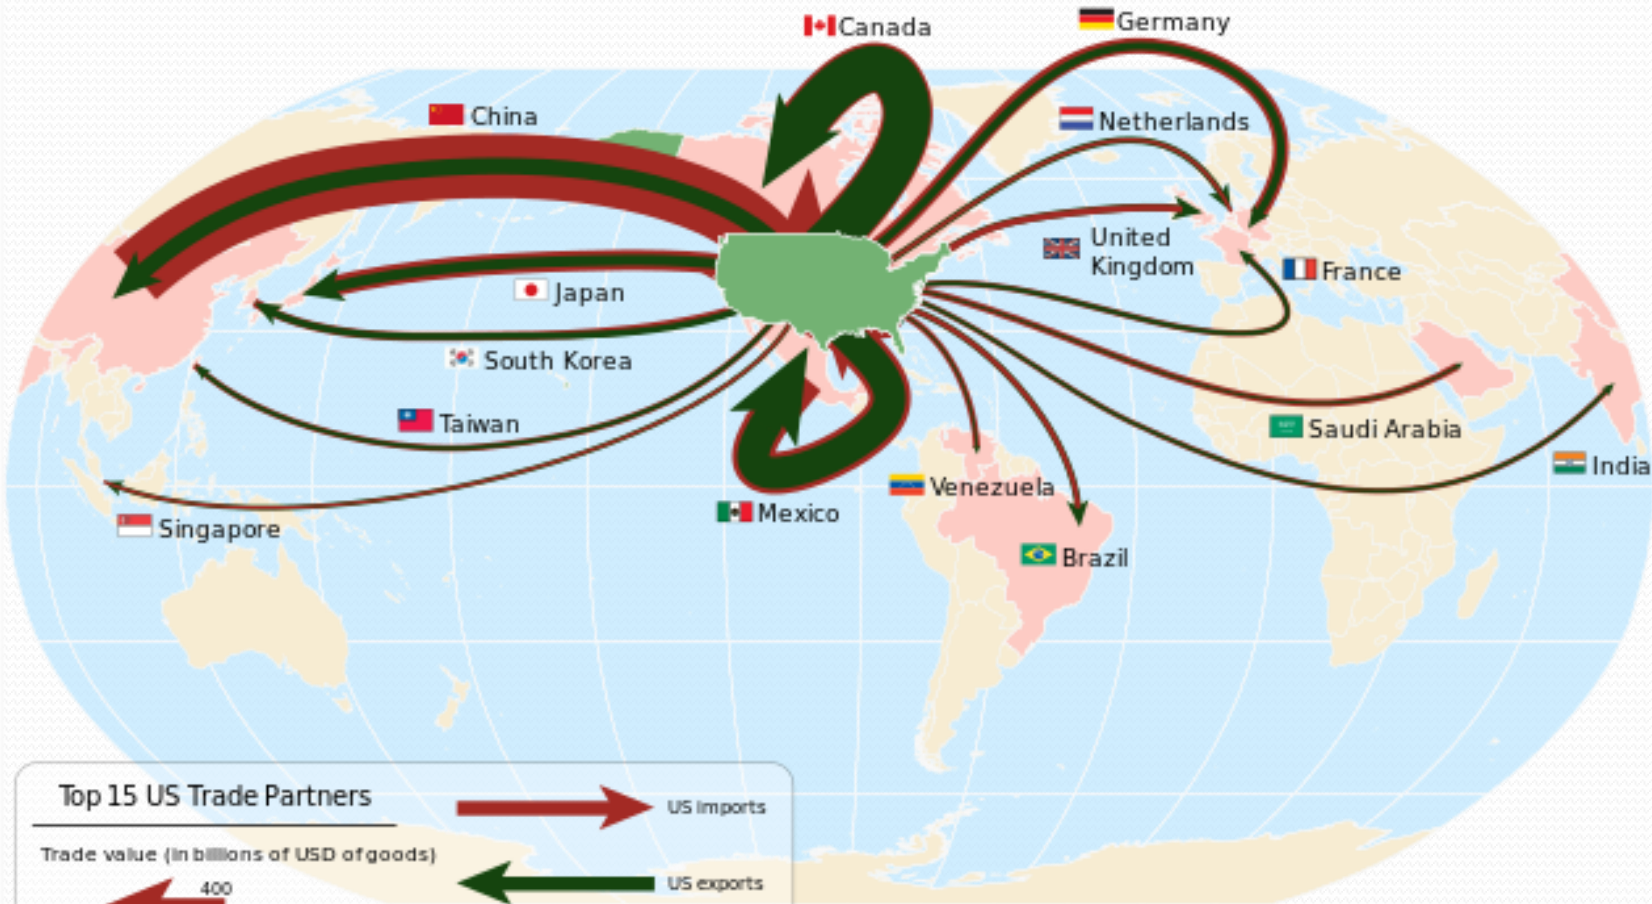 Canada
Germany
China
Netherlands
United
Kingdom
France
Japan
South Korea
Taiwan
Saudi Arabia
India
Venezuela
Mexico
Singapore
Brazil
Top 15 US Trade Partners
US imports
Trade value (in billions of USD of goods)
400
US exports